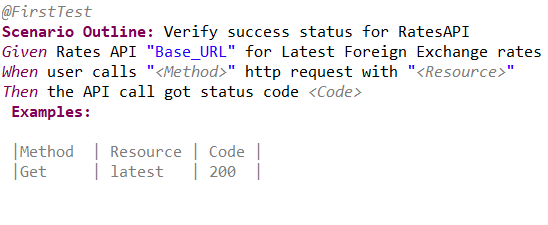 @FirstTest
Scenario Outline: Verify success status for RatesAPI
Given Rates API "Base_URL" for Latest Foreign Exchange rates
When user calls "<Method>" http request with "<Resource>"
Then the API call got status code <Code>
Examples:
|Method  | Resource | Code |
|Get     | latest   | 200  |